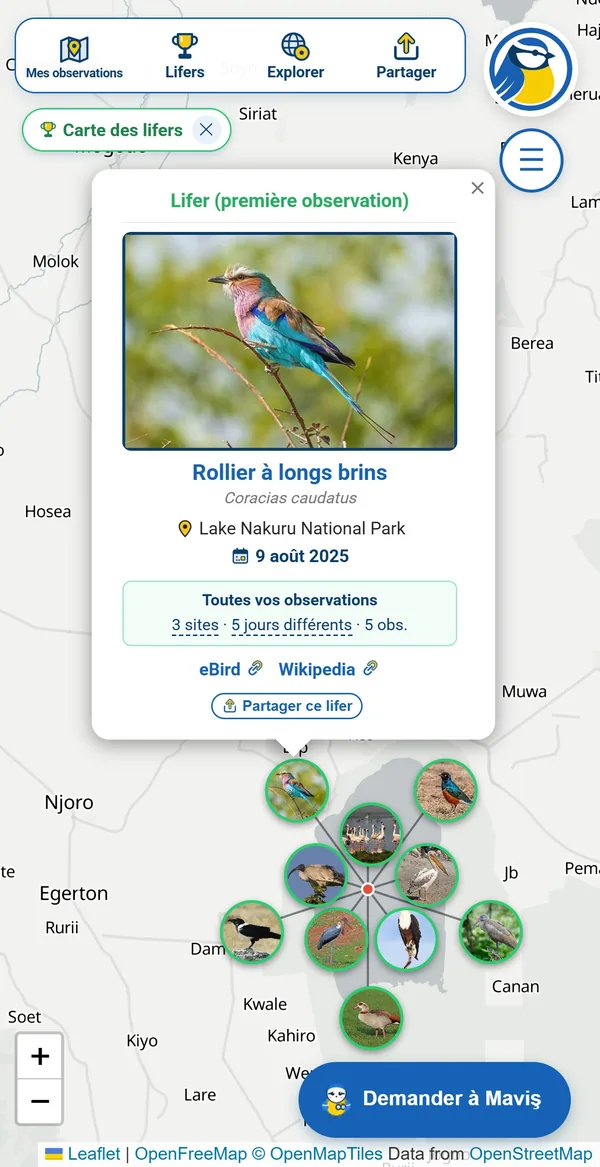 Mes observations
Lifers
Explorer
Partager
Carte des lifers
Siriat
Kenya
Molok
Berea
Hosea
Lifer (première observation)
Rollier à longs brins
Coracias caudatus
Lake Nakuru National Park
9 août 2025
Toutes vos observations
3 sites · 5 jours différents · 5 obs.
eBird
Wikipedia
Partager ce lifer
Muwa
Njoro
Egerton
Rurii
Jb
Dam
Canan
Kwale
Soet
Kahiro
Kiyo
Lare
+
−
Demander à Maviş
Leaflet | OpenFreeMap © OpenMapTiles Data from OpenStreetMap